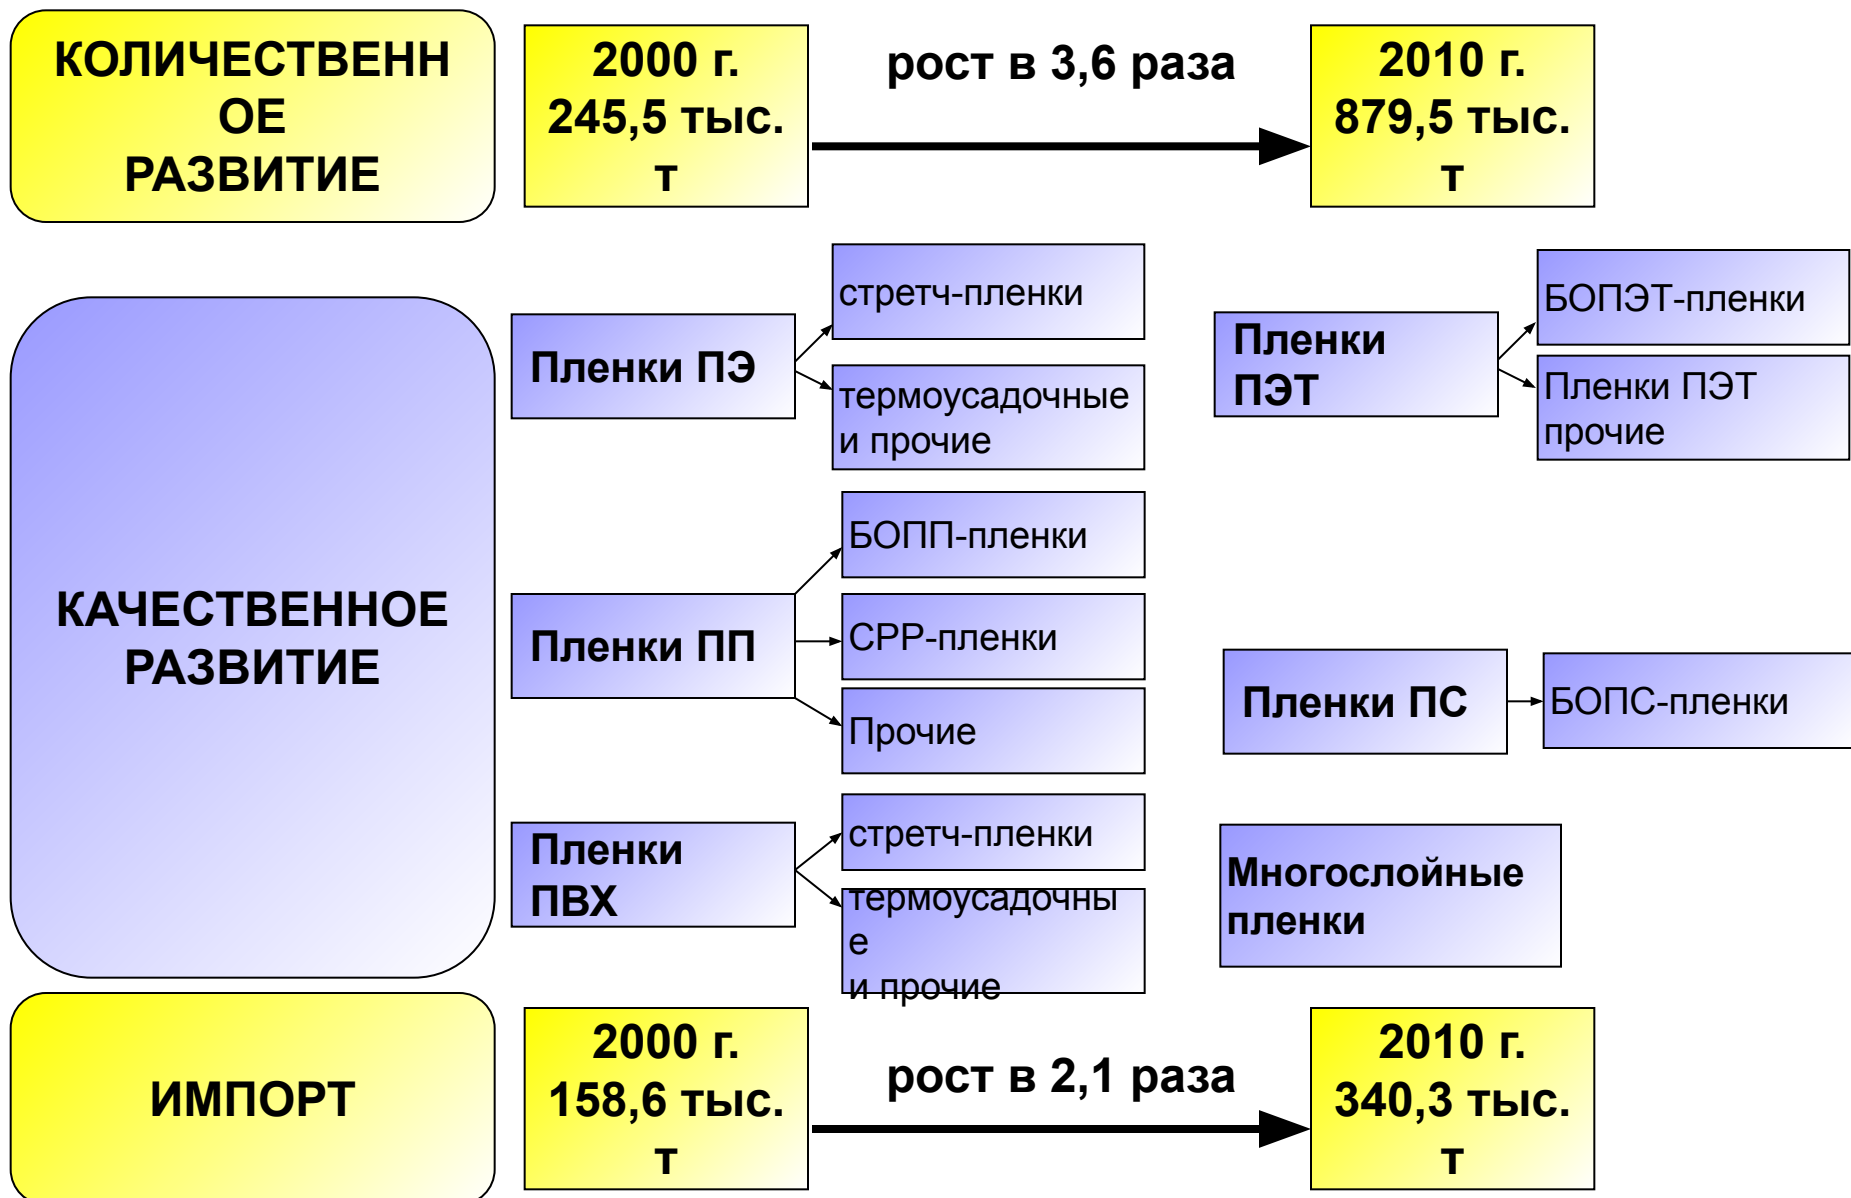 КОЛИЧЕСТВЕНН
ОЕ
РАЗВИТИЕ
2000 г.
245,5 тыс.
т
рост в 3,6 раза
2010 г.
879,5 тыс.
т
КАЧЕСТВЕННОЕ
РАЗВИТИЕ
Пленки ПЭ
стретч-пленки
термоусадочные
и прочие
Пленки
ПЭТ
БОПЭТ-пленки
Пленки ПЭТ
прочие
Пленки ПП
БОПП-пленки
СРР-пленки
Прочие
Пленки ПС
БОПС-пленки
Пленки
ПВХ
стретч-пленки
термоусадочны
е
и прочие
Многослойные
пленки
ИМПОРТ
2000 г.
158,6 тыс.
т
рост в 2,1 раза
2010 г.
340,3 тыс.
т